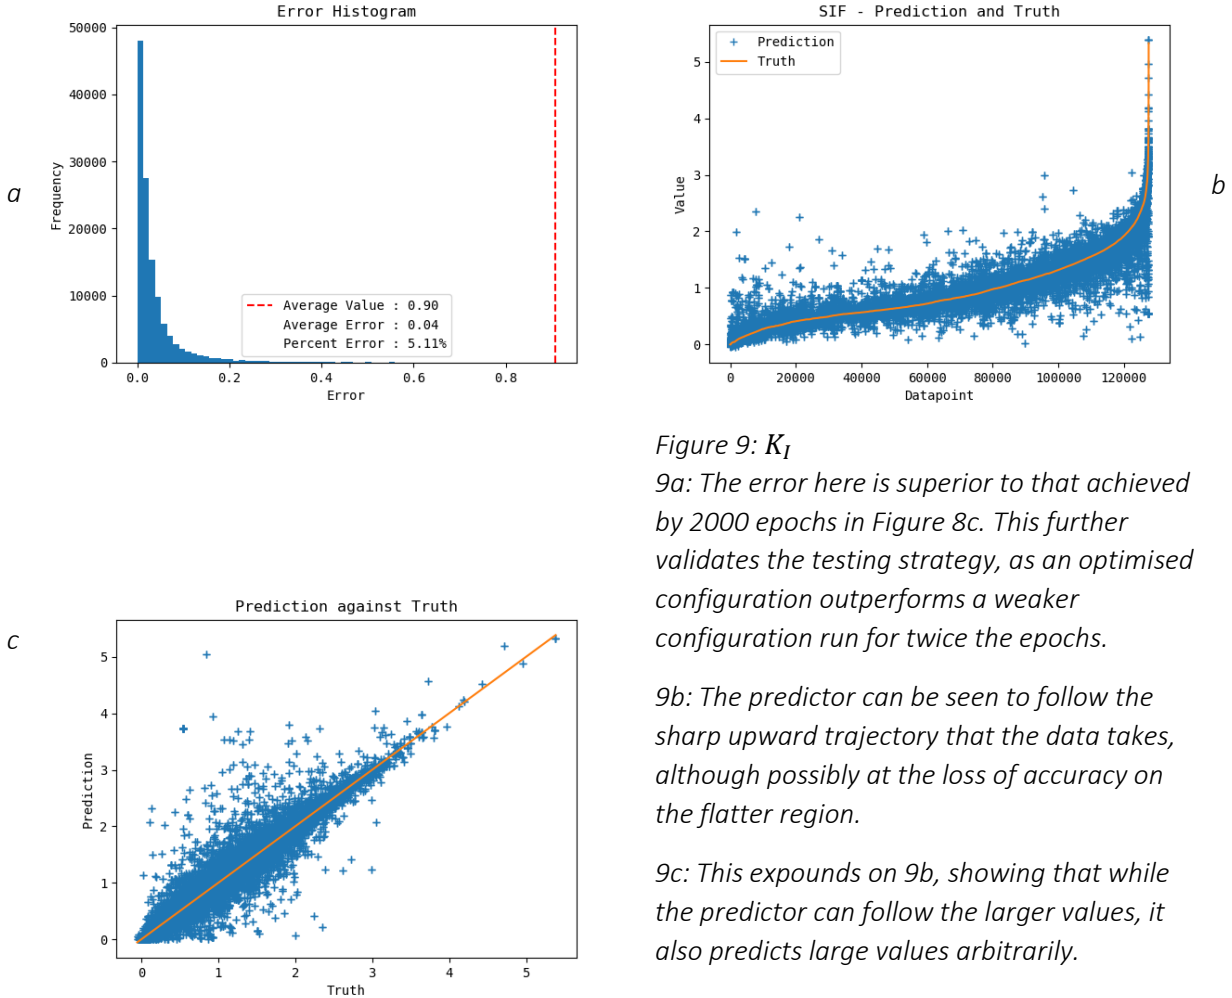 Error Histogram
50000
40000
30000
20000
10000
0
Frequency
0.0 0.2 0.4 0.6 0.8
Error
Average Value : 0.90
Average Error : 0.04
Percent Error : 5.11%
a
SIF - Prediction and Truth
Prediction
Truth
5
4
3
2
1
0
Value
0 20000 40000 60000 80000 100000 120000
Datapoint
b
Figure 9: K_I
9a: The error here is superior to that achieved
by 2000 epochs in Figure 8c. This further
validates the testing strategy, as an optimised
configuration outperforms a weaker
configuration run for twice the epochs.
9b: The predictor can be seen to follow the
sharp upward trajectory that the data takes,
although possibly at the loss of accuracy on
the flatter region.
9c: This expounds on 9b, showing that while
the predictor can follow the larger values, it
also predicts large values arbitrarily.
c
Prediction against Truth
5
4
3
2
1
0
Prediction
0 1 2 3 4 5
Truth